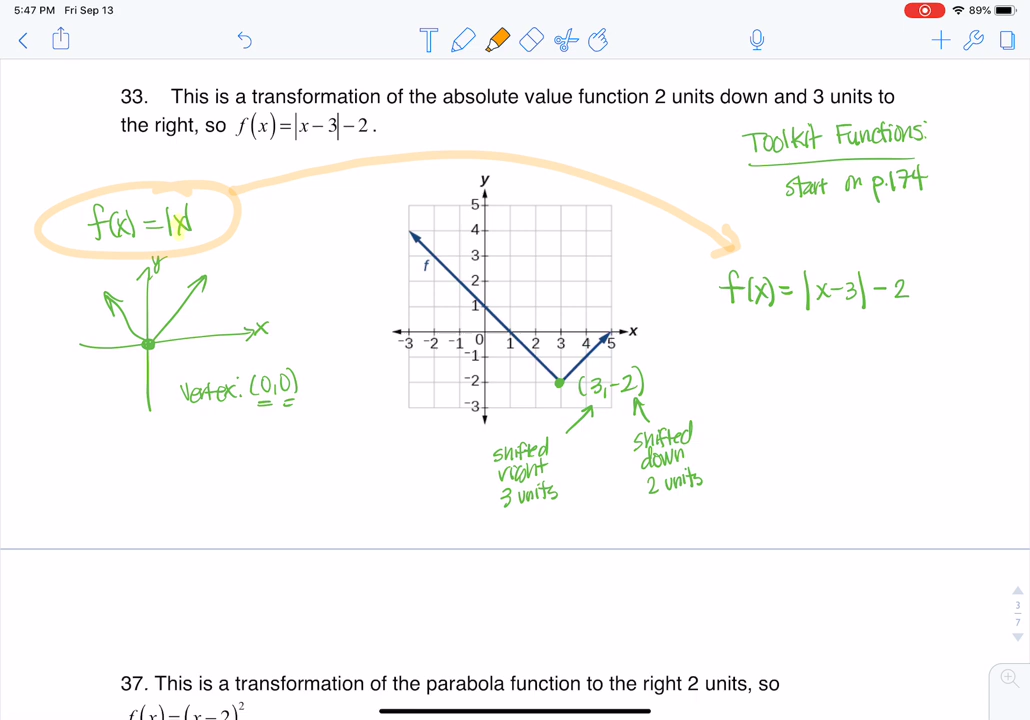 5:47 PM Fri Sep 13
89%
T
33. This is a transformation of the absolute value function 2 units down and 3 units to
the right, so f(x)=|x−3|−2.
Toolkit Functions:
start on p.174
f(x) = |x|
y
x
Vertex: (0,0)
y
5
4
3
2
1
f
−3 −2 −1 0 1 2 3 4 5 x
−1
−2
−3
(3,-2)
shifted
right
3 units
shifted
down
2 units
f(x) = |x-3| - 2
3
7
37. This is a transformation of the parabola function to the right 2 units, so
f(x)=(x−2)²